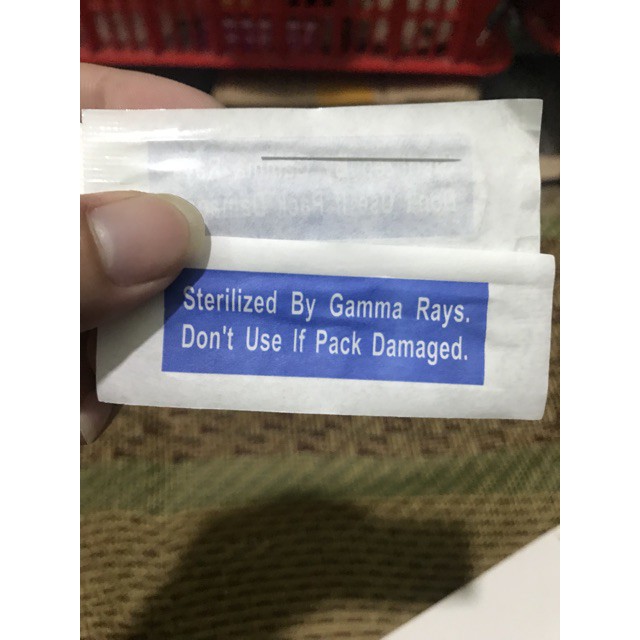 Sterilized By Gamma Rays.
Don't Use If Pack Damaged.